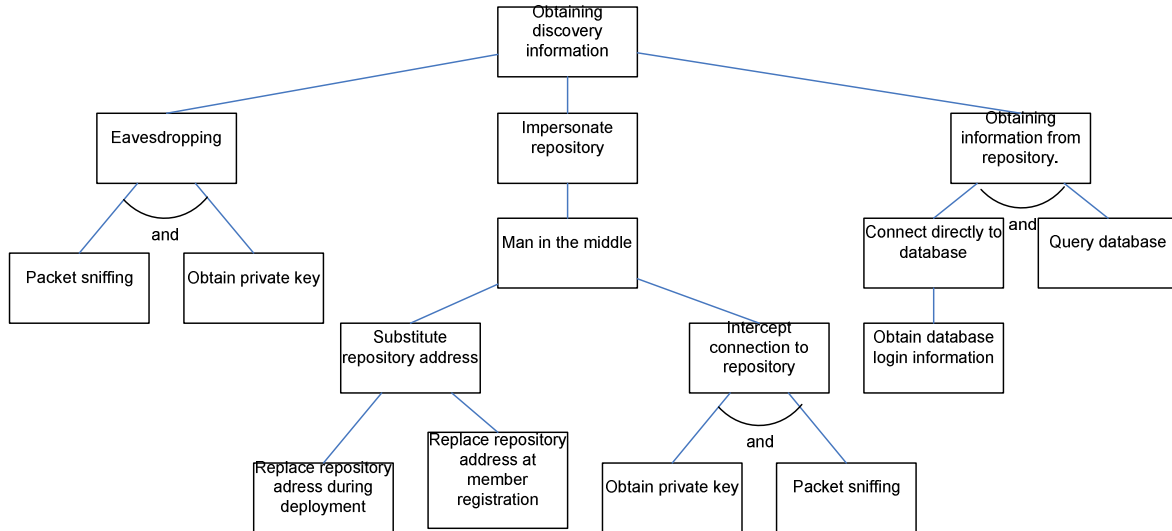 Obtaining
discovery
information
Eavesdropping
Impersonate
repository
Obtaining
information from
repository.
and
and
Packet sniffing
Obtain private key
Man in the middle
Connect directly to
database
Query database
Substitute
repository address
Intercept
connection to
repository
Obtain database
login information
and
Replace repository
adress during
deployment
Replace repository
address at
member
registration
Obtain private key
Packet sniffing